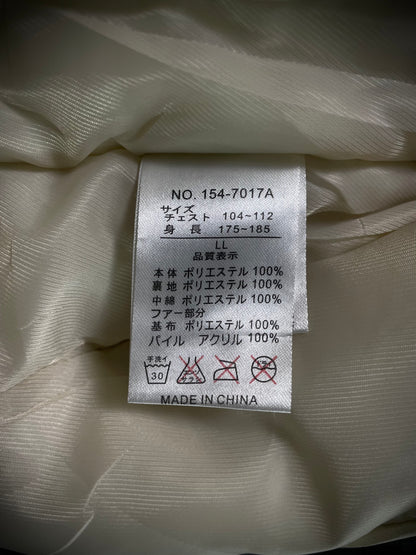 NO. 154-7017A
サイズ
チェスト 104~112
身 長 175~185
LL
品質表示
本体 ポリエステル 100%
裏地 ポリエステル 100%
中綿 ポリエステル 100%
ファー部分
基布 ポリエステル 100%
パイル アクリル 100%
手洗イ
30
MADE IN CHINA